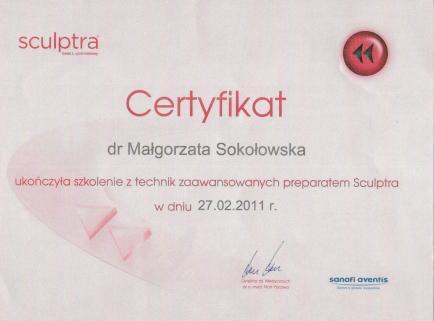 sculptra
Certyfikat
dr Małgorzata Sokołowska
ukończyła szkolenie z technik zaawansowanych preparatem Sculptra
w dniu 27.02.2011 r.
sanofi aventis